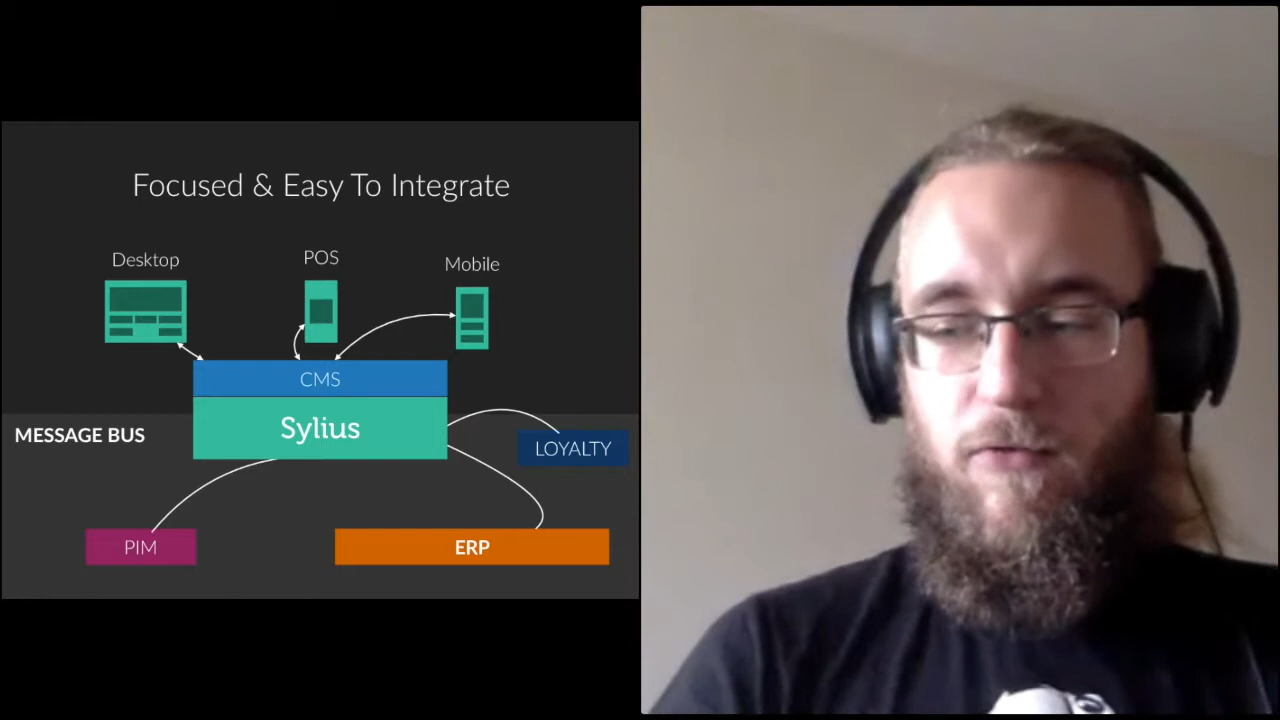 Focused & Easy To Integrate
Desktop
POS
Mobile
CMS
Sylius
MESSAGE BUS
LOYALTY
PIM
ERP